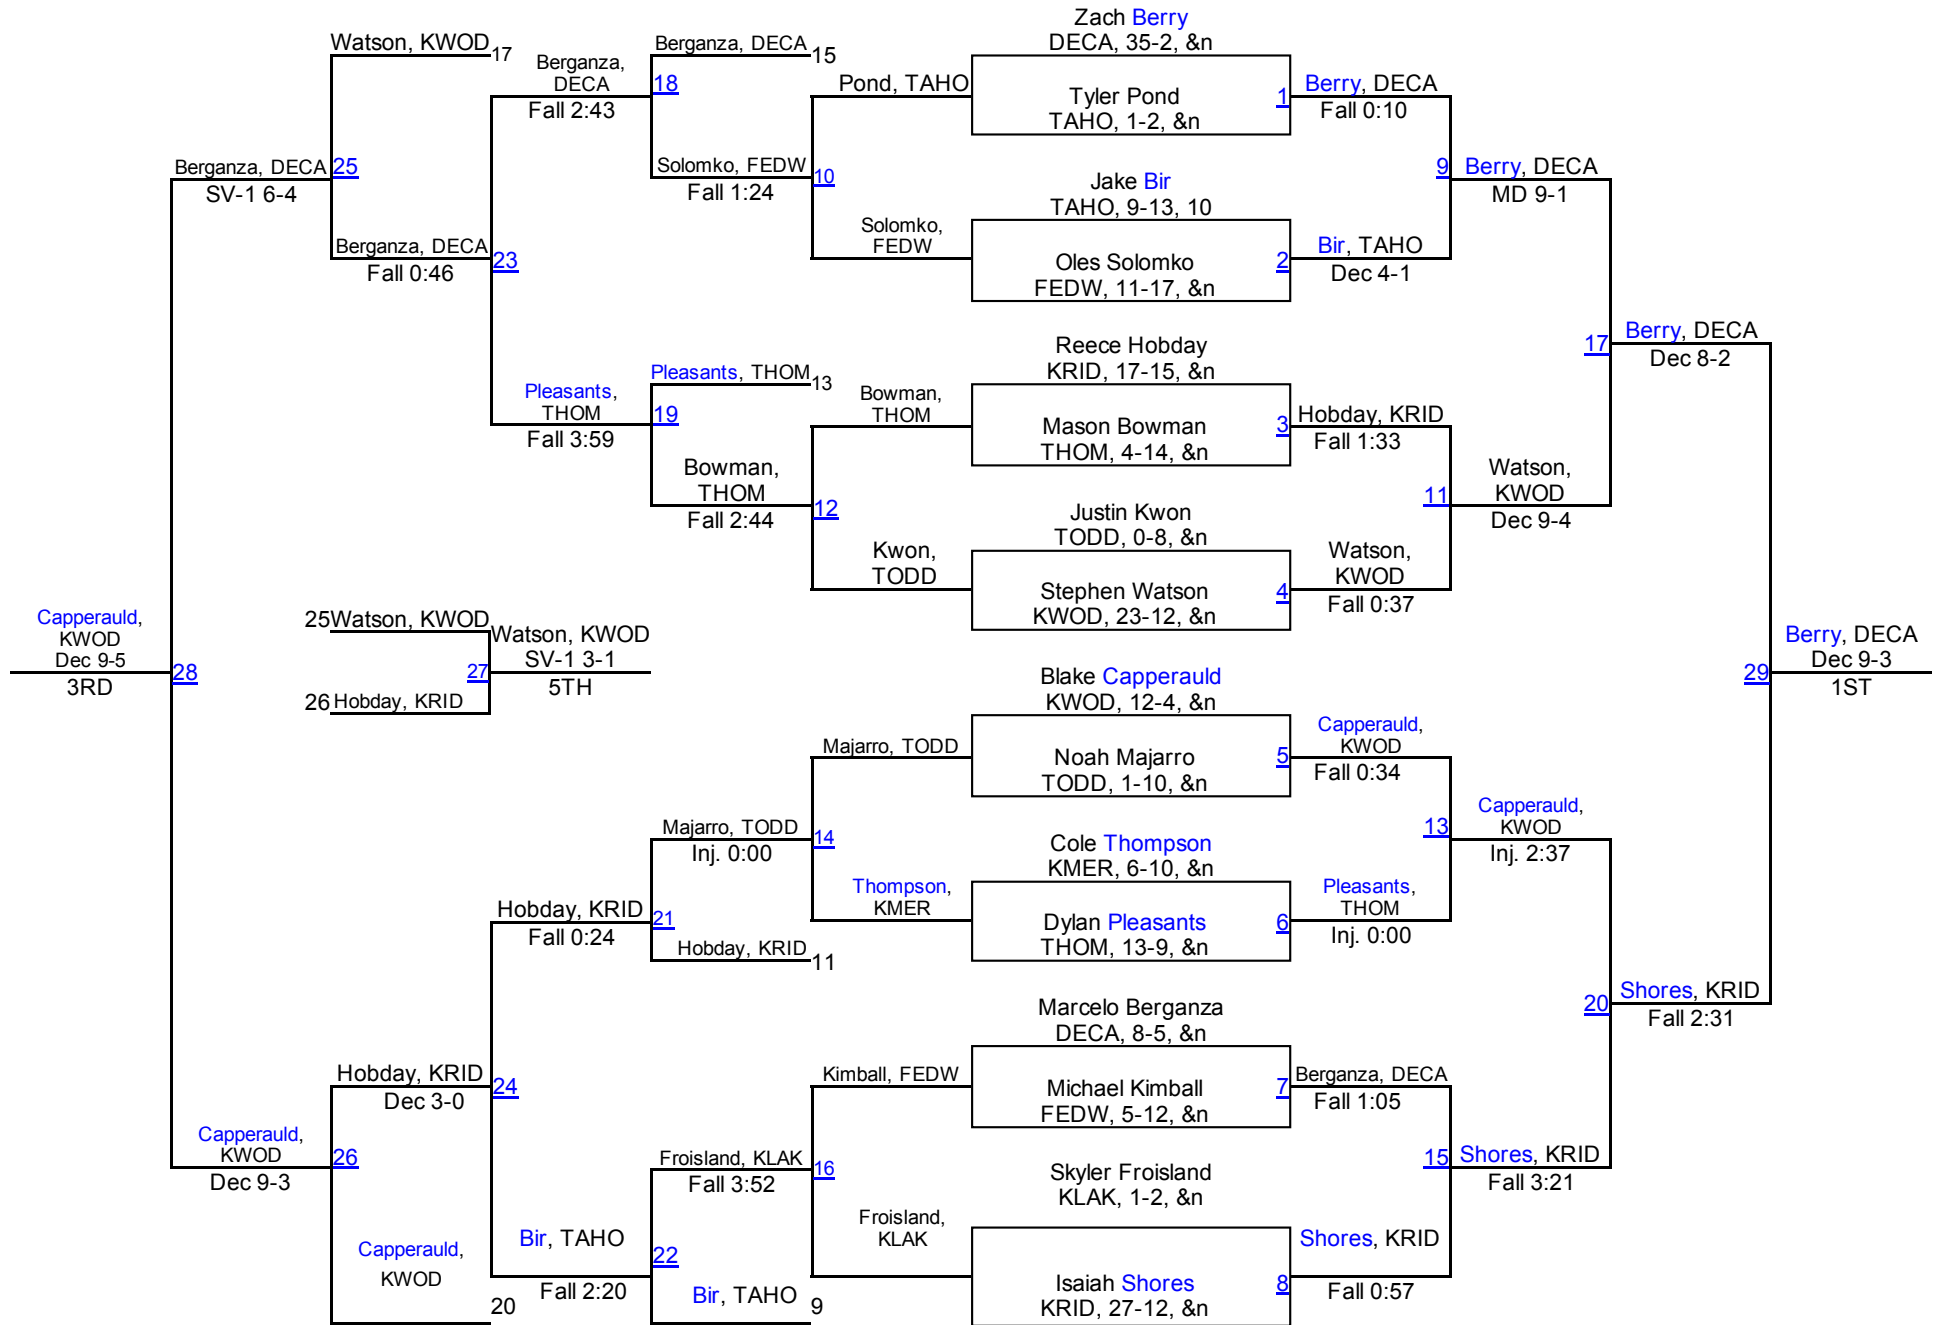 Zach Berry
DECA, 35-2, &n
Tyler Pond
TAHO, 1-2, &n
1
Jake Bir
TAHO, 9-13, 10
Oles Solomko
FEDW, 11-17, &n
2
Reece Hobday
KRID, 17-15, &n
Mason Bowman
THOM, 4-14, &n
3
Justin Kwon
TODD, 0-8, &n
Stephen Watson
KWOD, 23-12, &n
4
Blake Capperauld
KWOD, 12-4, &n
Noah Majarro
TODD, 1-10, &n
5
Cole Thompson
KMER, 6-10, &n
Dylan Pleasants
THOM, 13-9, &n
6
Marcelo Berganza
DECA, 8-5, &n
Michael Kimball
FEDW, 5-12, &n
7
Skyler Froisland
KLAK, 1-2, &n
Isaiah Shores
KRID, 27-12, &n
8
Berry, DECA
Fall 0:10
Bir, TAHO
Dec 4-1
Hobday, KRID
Fall 1:33
Watson,
KWOD
Fall 0:37
Capperauld,
KWOD
Fall 0:34
Pleasants,
THOM
Inj. 0:00
Berganza, DECA
Fall 1:05
Shores, KRID
Fall 0:57
9
Berry, DECA
MD 9-1
11
Watson,
KWOD
Dec 9-4
13
Capperauld,
KWOD
Inj. 2:37
15
Shores, KRID
Fall 3:21
17
Berry, DECA
Dec 8-2
20
Shores, KRID
Fall 2:31
29
Berry, DECA
Dec 9-3
1ST
Pond, TAHO
Solomko,
FEDW
Bowman,
THOM
Kwon,
TODD
Majarro, TODD
Thompson,
KMER
Kimball, FEDW
Froisland,
KLAK
Berganza, DECA
15
Solomko, FEDW
Fall 1:24
10
Pleasants, THOM
13
Bowman,
THOM
Fall 2:44
12
Majarro, TODD
Inj. 0:00
14
Hobday, KRID
11
Froisland, KLAK
Fall 3:52
16
Bir, TAHO
9
Berganza,
DECA
Fall 2:43
18
Pleasants,
THOM
Fall 3:59
19
Hobday, KRID
Fall 0:24
21
Bir, TAHO
Fall 2:20
22
Watson, KWOD
17
Berganza, DECA
Fall 0:46
23
Hobday, KRID
Dec 3-0
24
Capperauld,
KWOD
20
Berganza, DECA
SV-1 6-4
25
Capperauld,
KWOD
Dec 9-3
26
25
Watson, KWOD
26
Hobday, KRID
27
Watson, KWOD
SV-1 3-1
5TH
Capperauld,
KWOD
Dec 9-5
3RD
28